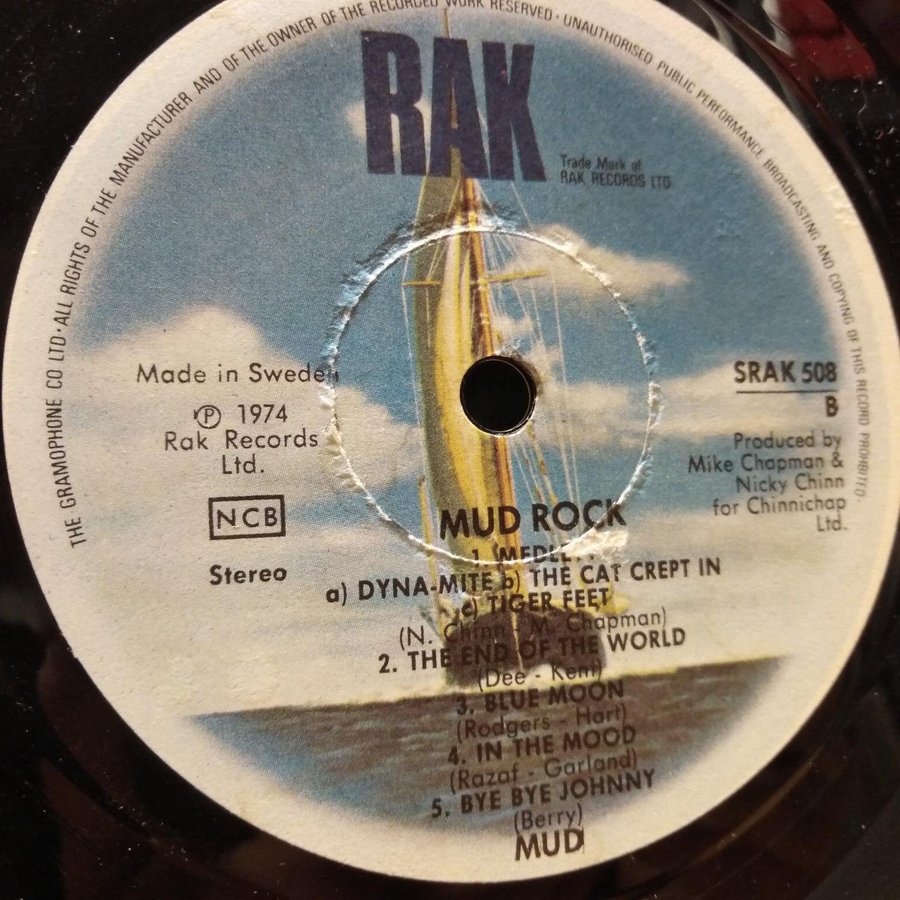 THE GRAMOPHONE CO LTD · ALL RIGHTS OF THE MANUFACTURER AND OF THE OWNER OF THE RECORDED WORK RESERVED · UNAUTHORISED PUBLIC PERFORMANCE BROADCASTING AND COPYING OF THIS RECORD PROHIBITED.
RAK
Trade Mark of
RAK RECORDS LTD
Made in Sweden
℗ 1974
Rak Records
Ltd.
NCB
Stereo
SRAK 508
B
Produced by
Mike Chapman &
Nicky Chinn
for Chinnichap
Ltd.
MUD ROCK
1. MEDLEY
a) DYNA-MITE b) THE CAT CREPT IN
c) TIGER FEET
(N. Chinn - M. Chapman)
2. THE END OF THE WORLD
(Dee - Kent)
3. BLUE MOON
(Rodgers - Hart)
4. IN THE MOOD
(Razaf - Garland)
5. BYE BYE JOHNNY
(Berry)
MUD